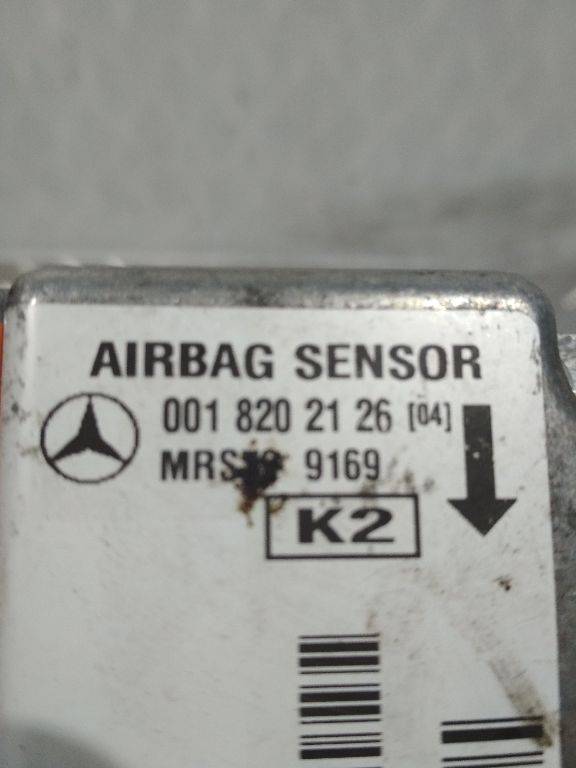 AIRBAG SENSOR
001 820 21 26 [04]
9169
K2